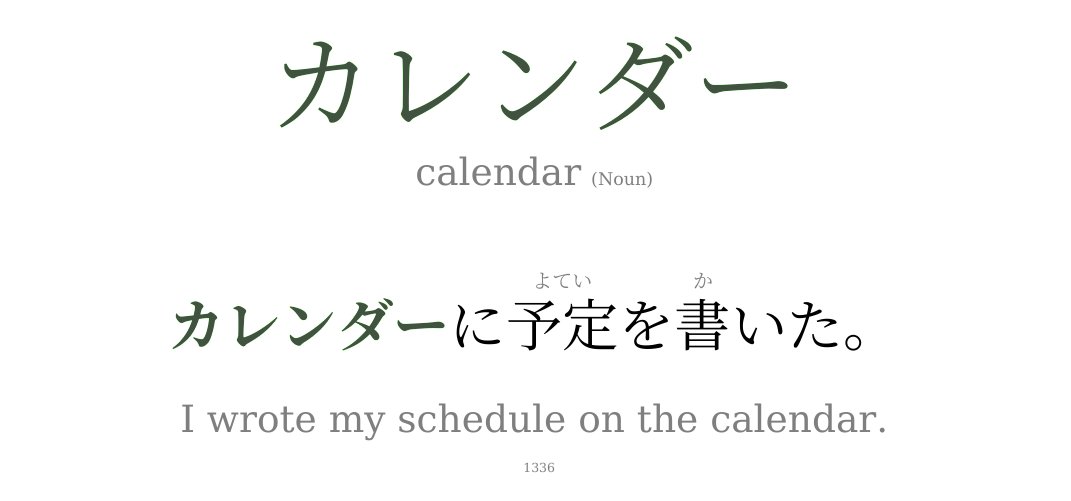 カレンダー
calendar (Noun)
よてい か
カレンダーに予定を書いた。
I wrote my schedule on the calendar.
1336